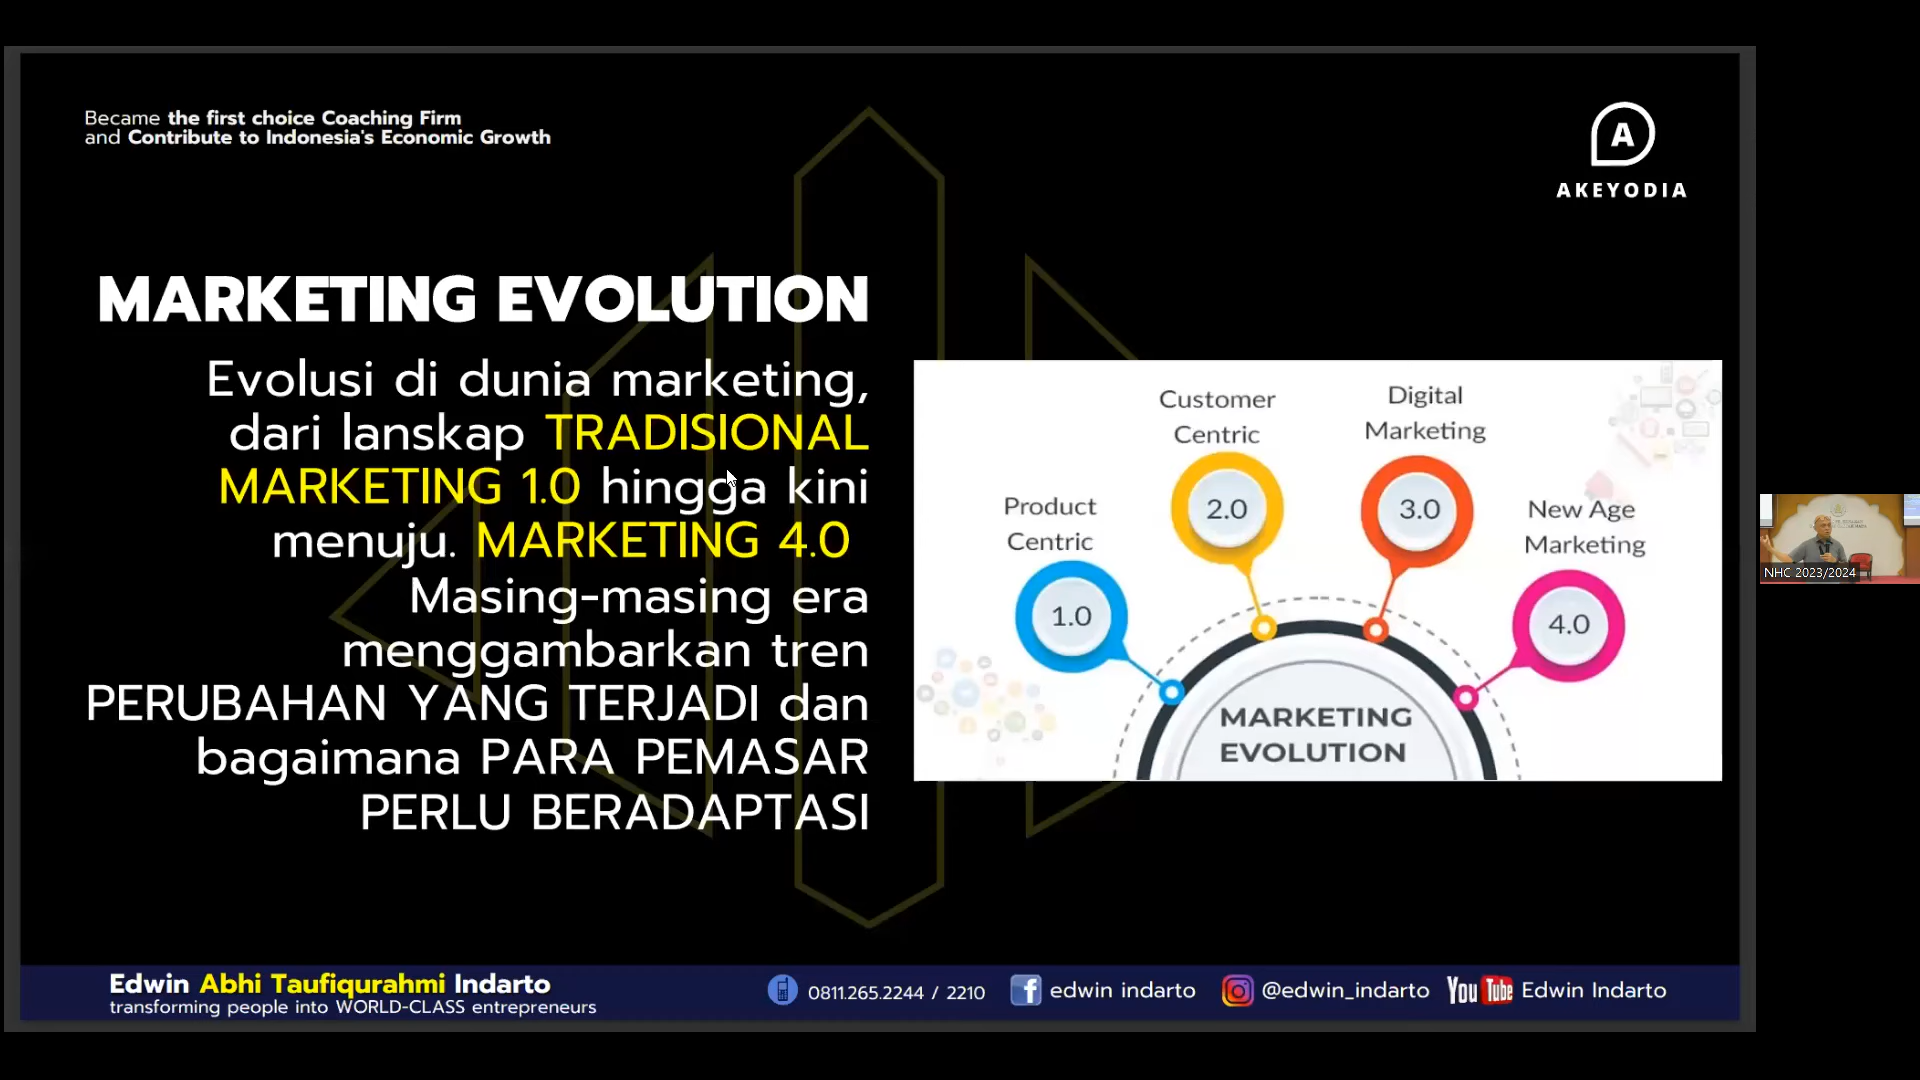 Became the first choice Coaching Firm
and Contribute to Indonesia's Economic Growth
A
AKEYODIA
MARKETING EVOLUTION
Evolusi di dunia marketing,
dari lanskap TRADISIONAL
MARKETING 1.0 hingga kini
menuju. MARKETING 4.0
Masing-masing era
menggambarkan tren
PERUBAHAN YANG TERJADI dan
bagaimana PARA PEMASAR
PERLU BERADAPTASI
Product
Centric
1.0
Customer
Centric
2.0
Digital
Marketing
3.0
New Age
Marketing
4.0
MARKETING
EVOLUTION
NHC 2023/2024
Edwin Abhi Taufiqurahmi Indarto
transforming people into WORLD-CLASS entrepreneurs
0811.265.2244 / 2210
f edwin indarto
@edwin_indarto
YouTube Edwin Indarto